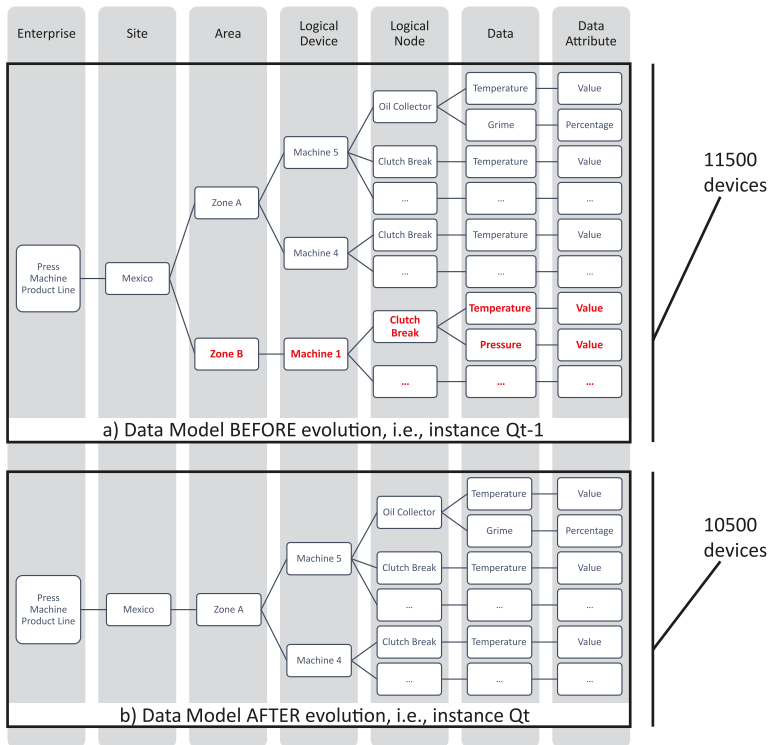 Enterprise
Site
Area
Logical
Device
Logical
Node
Data
Data
Attribute
Temperature
Value
Oil Collector
Grime
Percentage
Machine 5
Clutch Break
Temperature
Value
...
...
...
Zone A
Clutch Break
Temperature
Value
Machine 4
...
...
...
Press
Machine
Product Line
Mexico
Temperature
Value
Clutch
Break
Pressure
Value
Zone B
Machine 1
...
...
...
a) Data Model BEFORE evolution, i.e., instance Qt-1
11500
devices
Temperature
Value
Oil Collector
Grime
Percentage
Machine 5
Clutch Break
Temperature
Value
...
...
...
Press
Machine
Product Line
Mexico
Zone A
Clutch Break
Temperature
Value
Machine 4
...
...
...
b) Data Model AFTER evolution, i.e., instance Qt
10500
devices